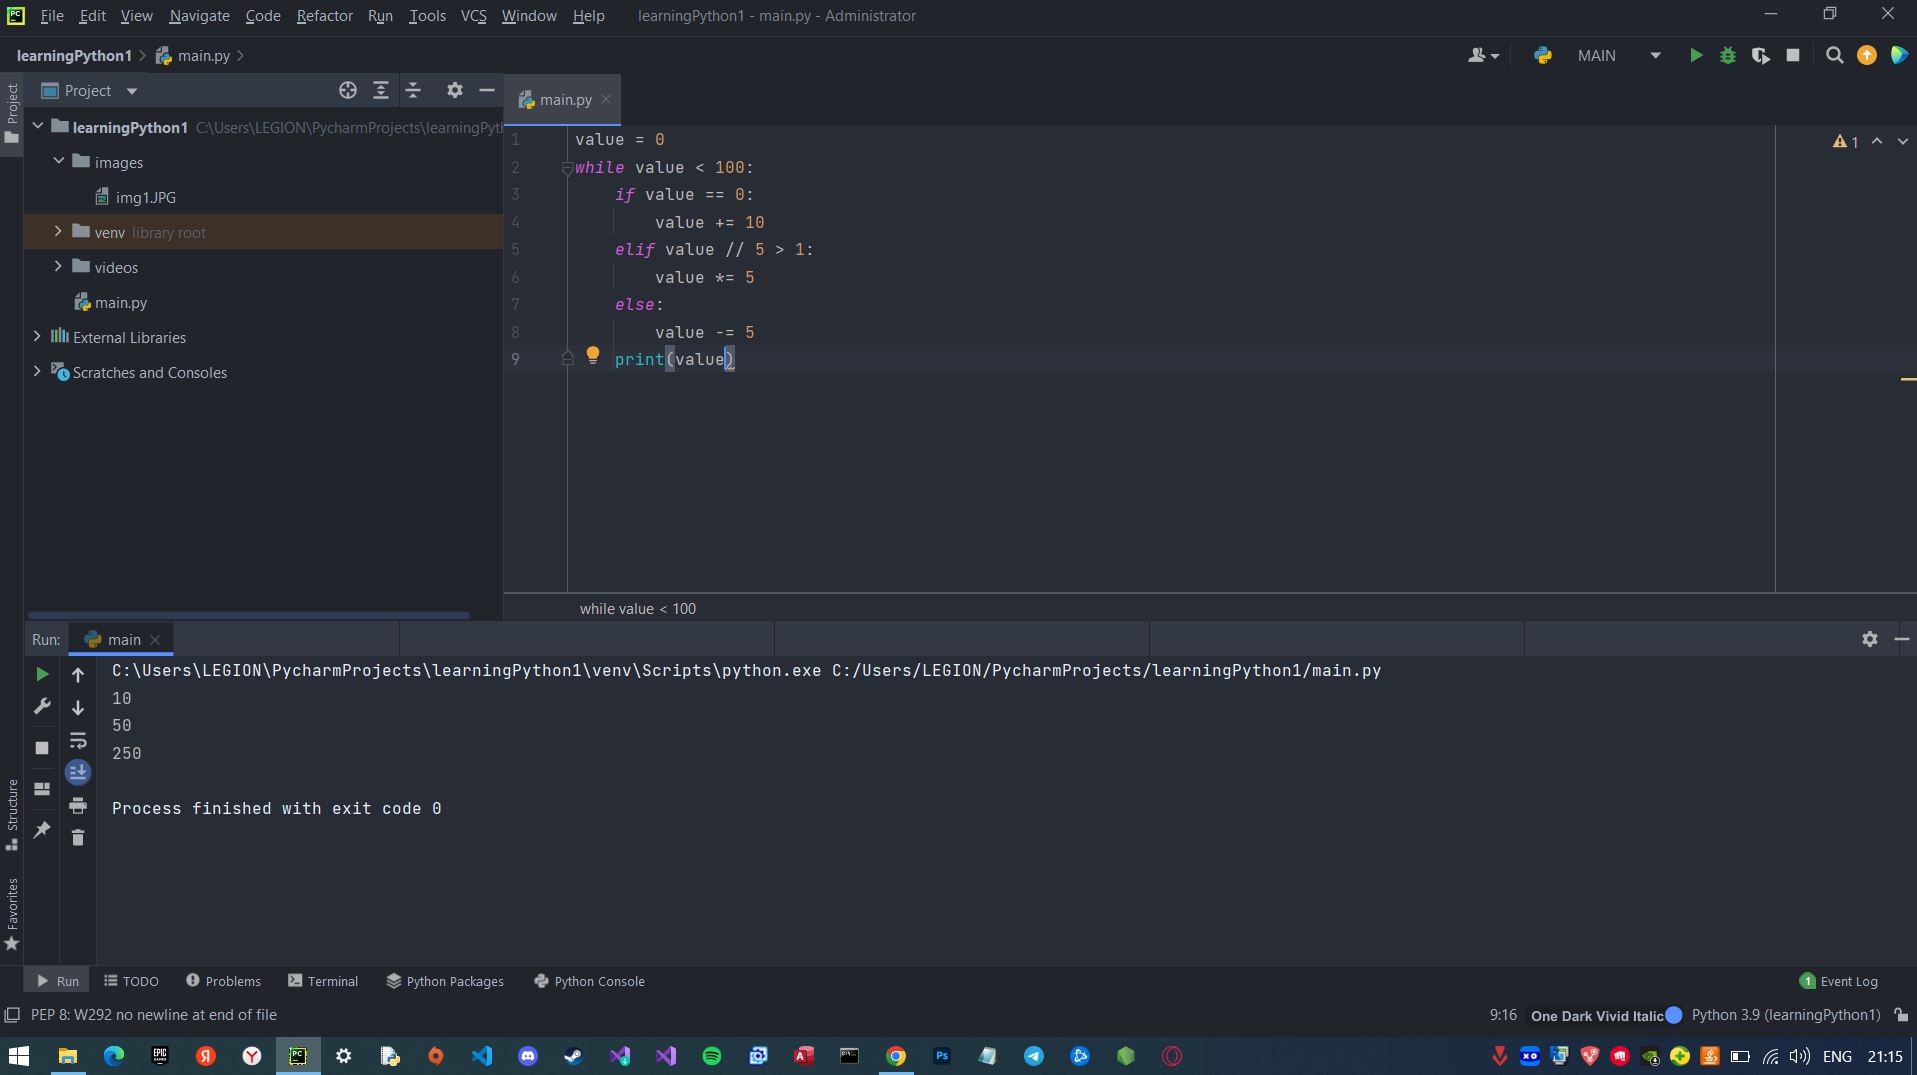 File Edit View Navigate Code Refactor Run Tools VCS Window Help learningPython1 - main.py - Administrator
learningPython1 main.py MAIN
Project
Project
main.py
learningPython1 C:\Users\LEGION\PycharmProjects\learningPyth
images
img1.JPG
venv library root
videos
main.py
External Libraries
Scratches and Consoles
1 value = 0
2 while value < 100:
3 if value == 0:
4 value += 10
5 elif value // 5 > 1:
6 value *= 5
7 else:
8 value -= 5
9 print(value)
1
while value < 100
Run: main
C:\Users\LEGION\PycharmProjects\learningPython1\venv\Scripts\python.exe C:/Users/LEGION/PycharmProjects/learningPython1/main.py
10
50
250
Process finished with exit code 0
Structure
Favorites
Run TODO Problems Terminal Python Packages Python Console 1 Event Log
PEP 8: W292 no newline at end of file 9:16 One Dark Vivid Italic Python 3.9 (learningPython1)
EPIC GAMES Я Y PC A Ps ENG 21:15